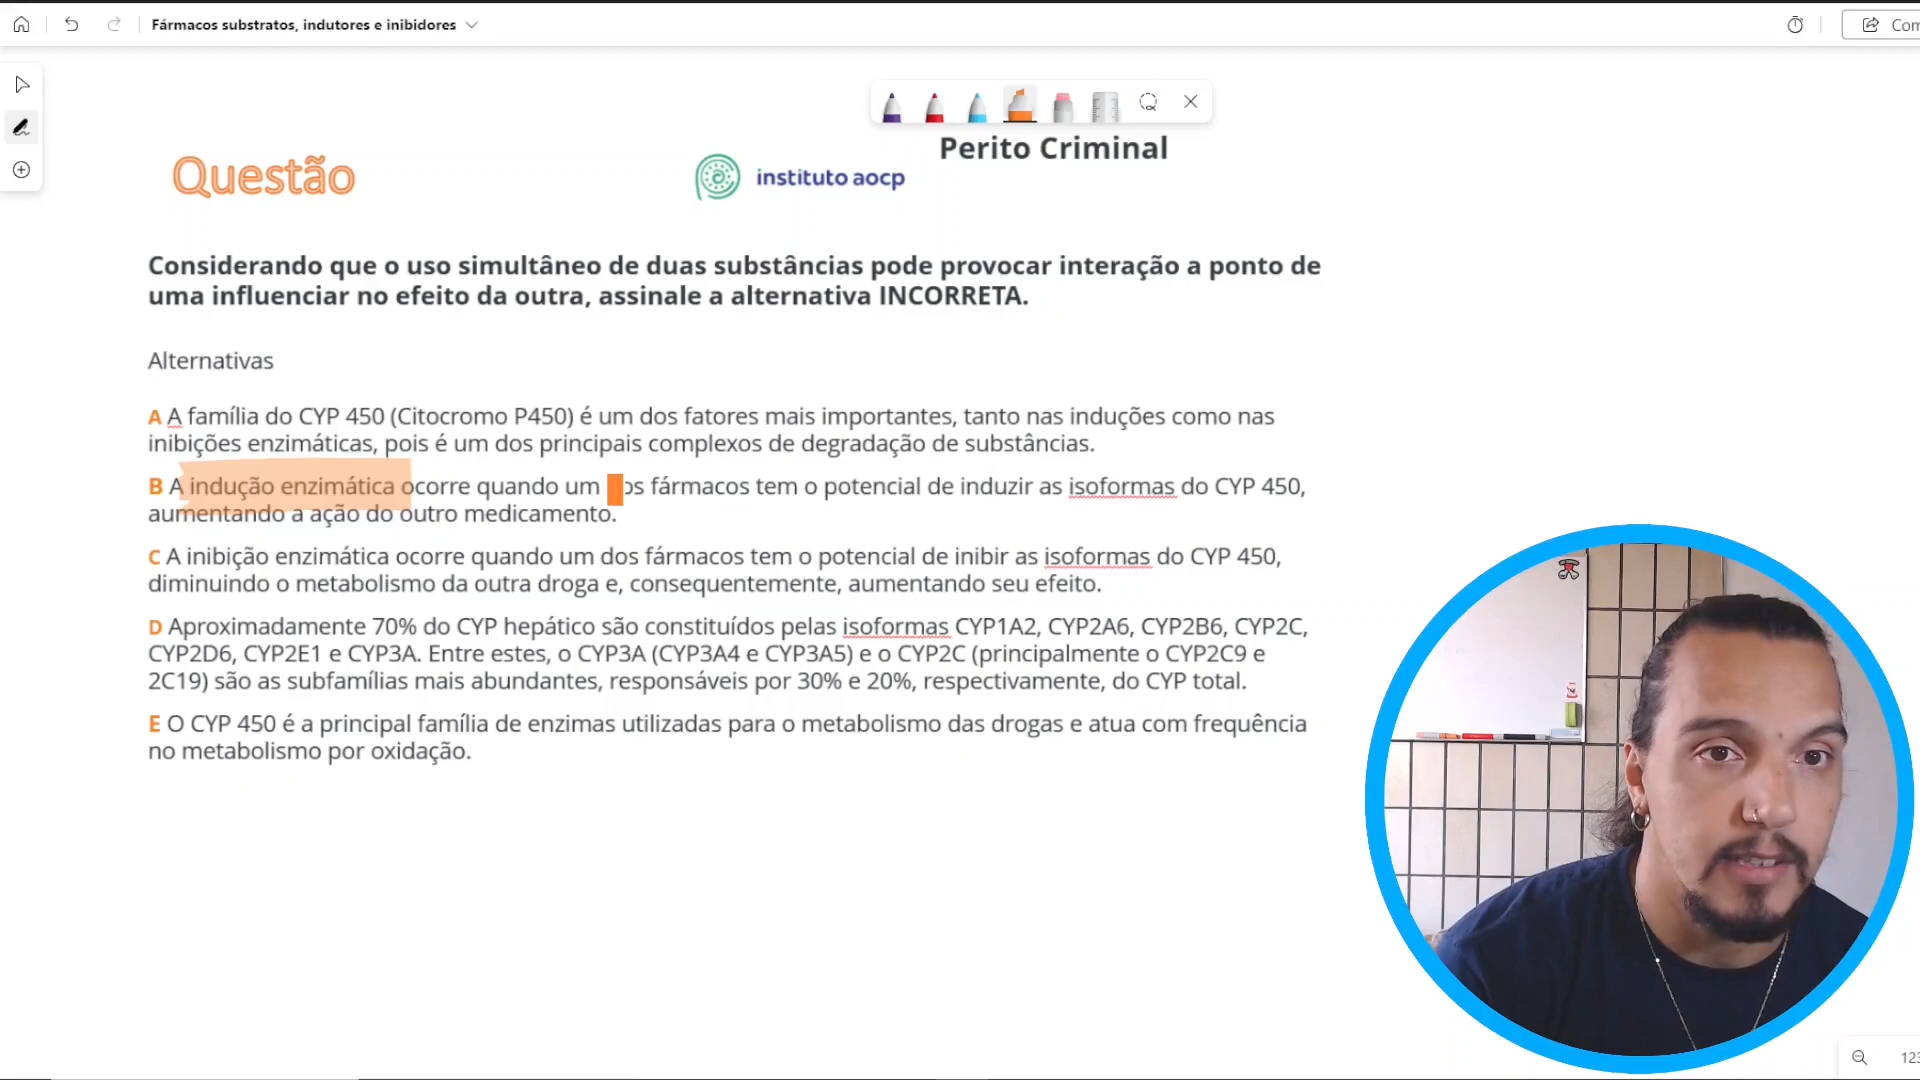 Fármacos substratos, indutores e inibidores
Com
Perito Criminal
Questão
instituto aocp
Considerando que o uso simultâneo de duas substâncias pode provocar interação a ponto de
uma influenciar no efeito da outra, assinale a alternativa INCORRETA.
Alternativas
A A família do CYP 450 (Citocromo P450) é um dos fatores mais importantes, tanto nas induções como nas
inibições enzimáticas, pois é um dos principais complexos de degradação de substâncias.
B A indução enzimática ocorre quando um os fármacos tem o potencial de induzir as isoformas do CYP 450,
aumentando a ação do outro medicamento.
C A inibição enzimática ocorre quando um dos fármacos tem o potencial de inibir as isoformas do CYP 450,
diminuindo o metabolismo da outra droga e, consequentemente, aumentando seu efeito.
D Aproximadamente 70% do CYP hepático são constituídos pelas isoformas CYP1A2, CYP2A6, CYP2B6, CYP2C,
CYP2D6, CYP2E1 e CYP3A. Entre estes, o CYP3A (CYP3A4 e CYP3A5) e o CYP2C (principalmente o CYP2C9 e
2C19) são as subfamílias mais abundantes, responsáveis por 30% e 20%, respectivamente, do CYP total.
E O CYP 450 é a principal família de enzimas utilizadas para o metabolismo das drogas e atua com frequência
no metabolismo por oxidação.
123